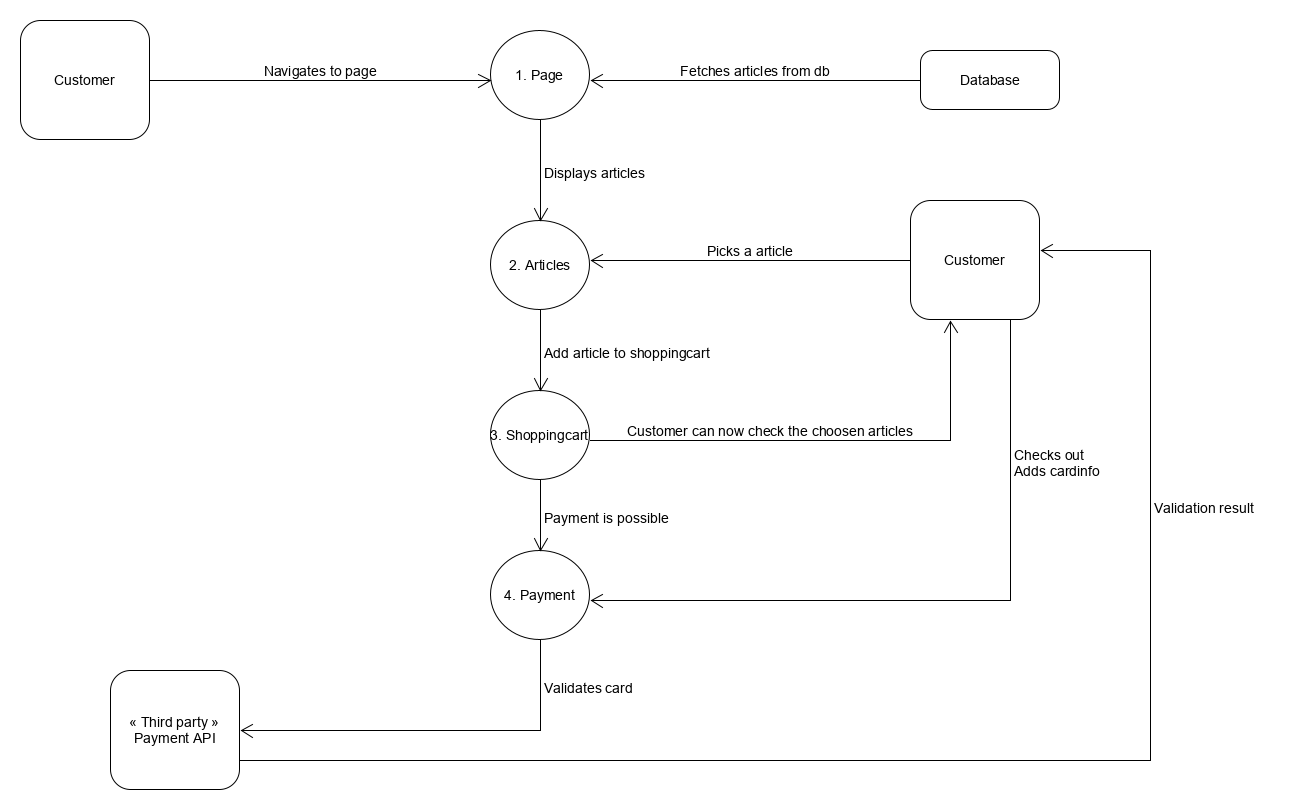 Customer
Navigates to page
1. Page
Fetches articles from db
Database
Displays articles
2. Articles
Picks a article
Customer
Add article to shoppingcart
3. Shoppingcart
Customer can now check the choosen articles
Checks out
Adds cardinfo
Validation result
Payment is possible
4. Payment
Validates card
« Third party »
Payment API